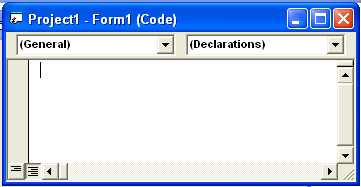 Project1 - Form1 (Code)
(General) (Declarations)